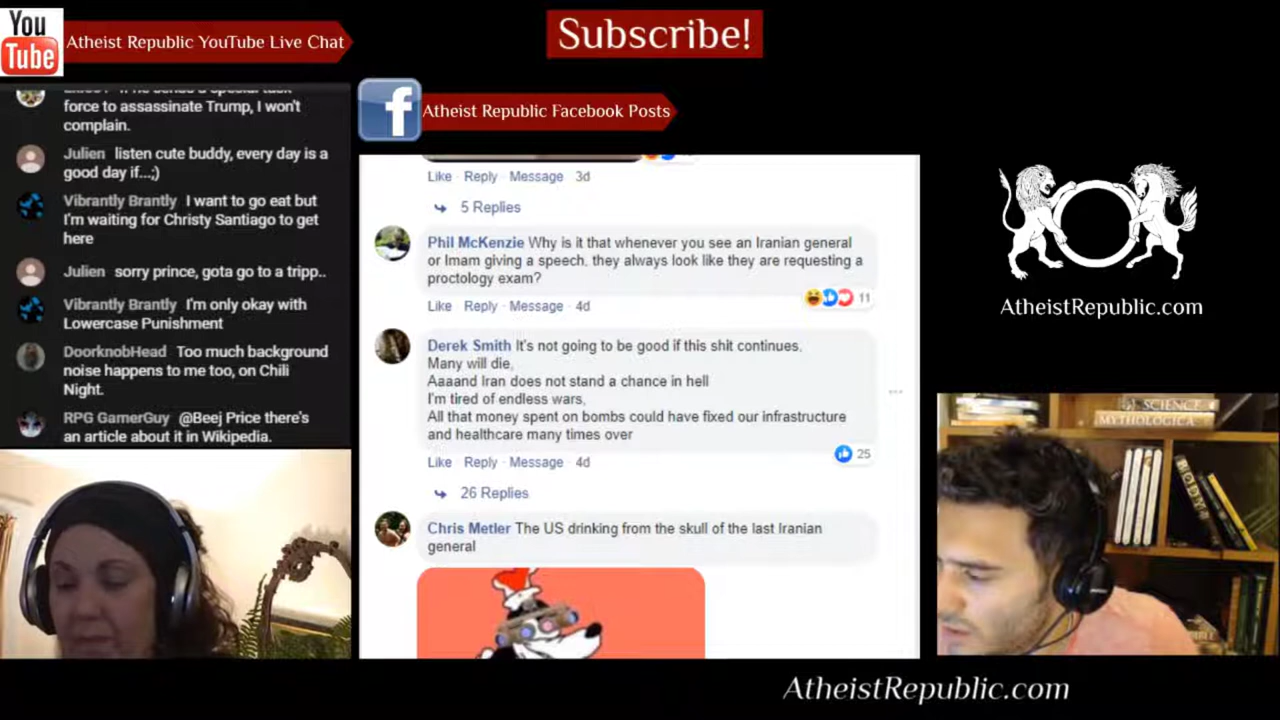 You
Tube
Atheist Republic YouTube Live Chat
Subscribe!
force to assassinate Trump, I won't
complain.
Julien listen cute buddy, every day is a
good day if...;)
Vibrantly Brantly I want to go eat but
I'm waiting for Christy Santiago to get
here
Julien sorry prince, gota go to a tripp..
Vibrantly Brantly I'm only okay with
Lowercase Punishment
DoorknobHead Too much background
noise happens to me too, on Chili
Night.
RPG GamerGuy @Beej Price there's
an article about it in Wikipedia.
f
Atheist Republic Facebook Posts
Like · Reply · Message · 3d
5 Replies
Phil McKenzie Why is it that whenever you see an Iranian general
or Imam giving a speech, they always look like they are requesting a
proctology exam?
11
Like · Reply · Message · 4d
Derek Smith It's not going to be good if this shit continues,
Many will die,
Aaaand Iran does not stand a chance in hell
I'm tired of endless wars,
All that money spent on bombs could have fixed our infrastructure
and healthcare many times over
25
Like · Reply · Message · 4d
26 Replies
Chris Metler The US drinking from the skull of the last Iranian
general
AtheistRepublic.com
SCIENCE
MYTHOLOGICA
BODY
AtheistRepublic.com